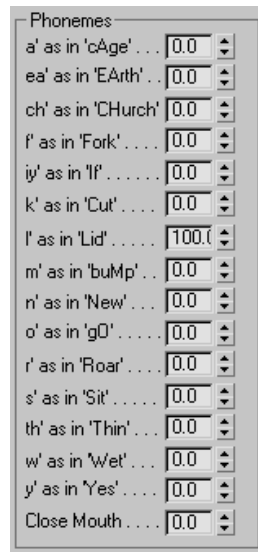 Phonemes
a' as in 'cAge' . . . 0.0
ea' as in 'EArth' . . 0.0
ch' as in 'CHurch' 0.0
f' as in 'Fork' . . . . 0.0
iy' as in 'If' . . . . . . 0.0
k' as in 'Cut' . . . . 0.0
l' as in 'Lid' . . . . . 100.(
m' as in 'buMp' . . 0.0
n' as in 'New' . . . . 0.0
o' as in 'gO' . . . . . 0.0
r' as in 'Roar' . . . . 0.0
s' as in 'Sit' . . . . . 0.0
th' as in 'Thin' . . . 0.0
w' as in 'Wet' . . . 0.0
y' as in 'Yes' . . . . 0.0
Close Mouth . . . . 0.0